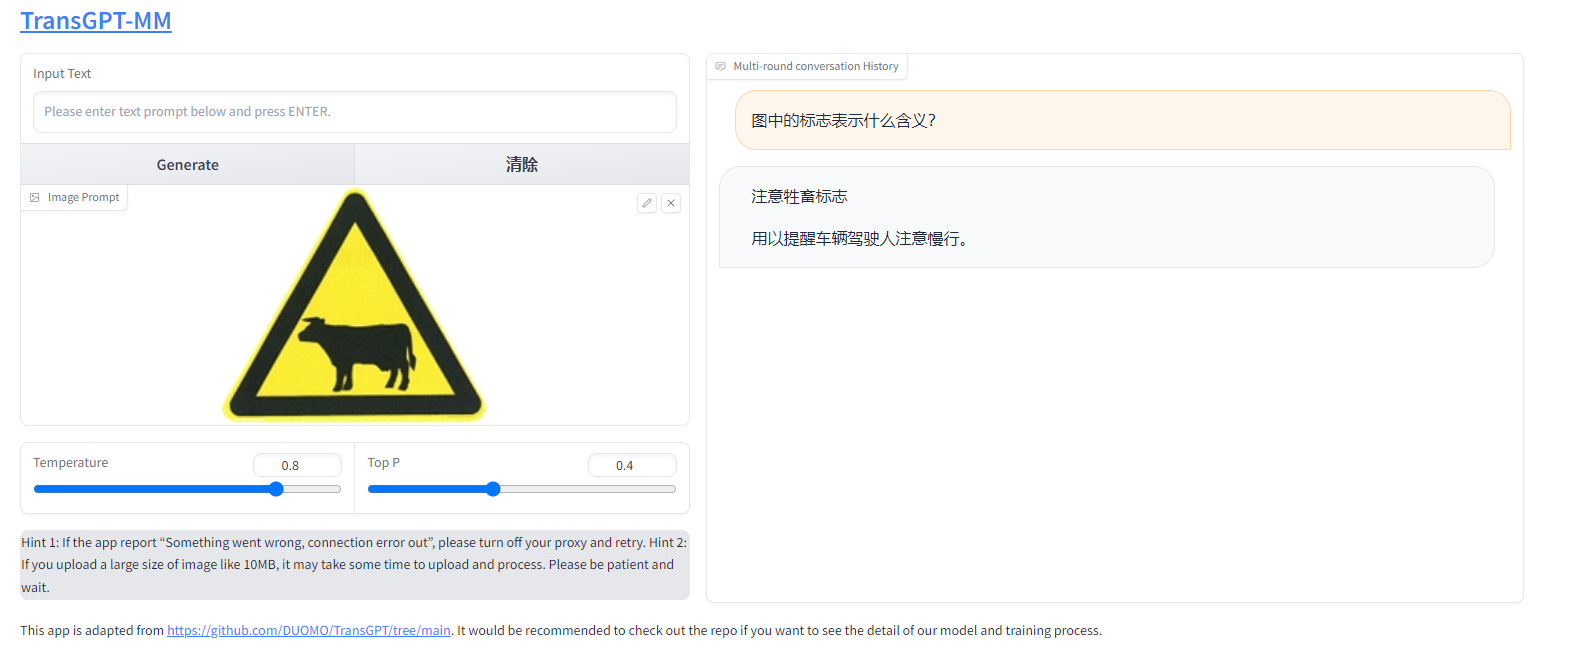 TransGPT-MM
Input Text
Please enter text prompt below and press ENTER.
Generate
清除
Image Prompt
Temperature
0.8
Top P
0.4
Hint 1: If the app report “Something went wrong, connection error out”, please turn off your proxy and retry. Hint 2:
If you upload a large size of image like 10MB, it may take some time to upload and process. Please be patient and
wait.
Multi-round conversation History
图中的标志表示什么含义?
注意牲畜标志
用以提醒车辆驾驶人注意慢行。
This app is adapted from https://github.com/DUOMO/TransGPT/tree/main. It would be recommended to check out the repo if you want to see the detail of our model and training process.